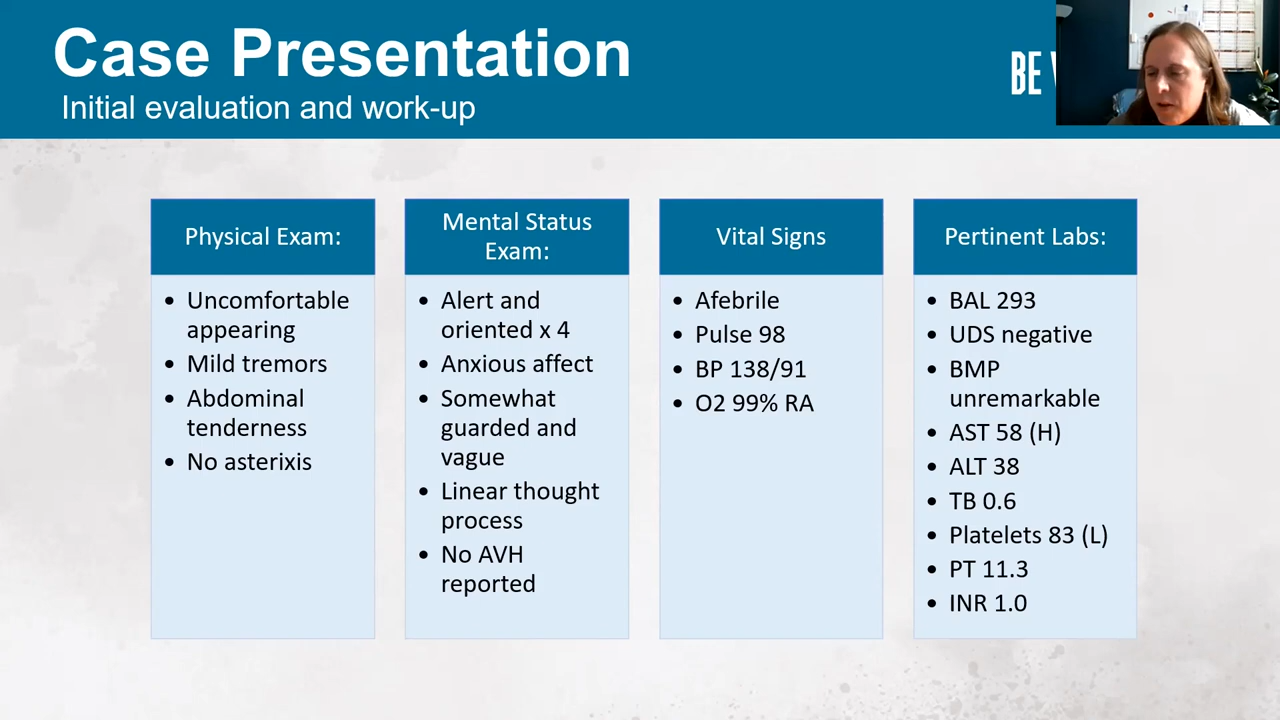 Case Presentation
Initial evaluation and work-up
BE
Physical Exam:
• Uncomfortable
appearing
• Mild tremors
• Abdominal
tenderness
• No asterixis
Mental Status
Exam:
• Alert and
oriented x 4
• Anxious affect
• Somewhat
guarded and
vague
• Linear thought
process
• No AVH
reported
Vital Signs
• Afebrile
• Pulse 98
• BP 138/91
• O2 99% RA
Pertinent Labs:
• BAL 293
• UDS negative
• BMP
unremarkable
• AST 58 (H)
• ALT 38
• TB 0.6
• Platelets 83 (L)
• PT 11.3
• INR 1.0